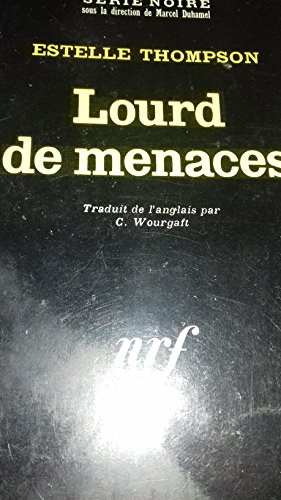 SÉRIE NOIRE
sous la direction de Marcel Duhamel
ESTELLE THOMPSON
Lourd
de menaces
Traduit de l'anglais par
C. Wourgaft
nrf